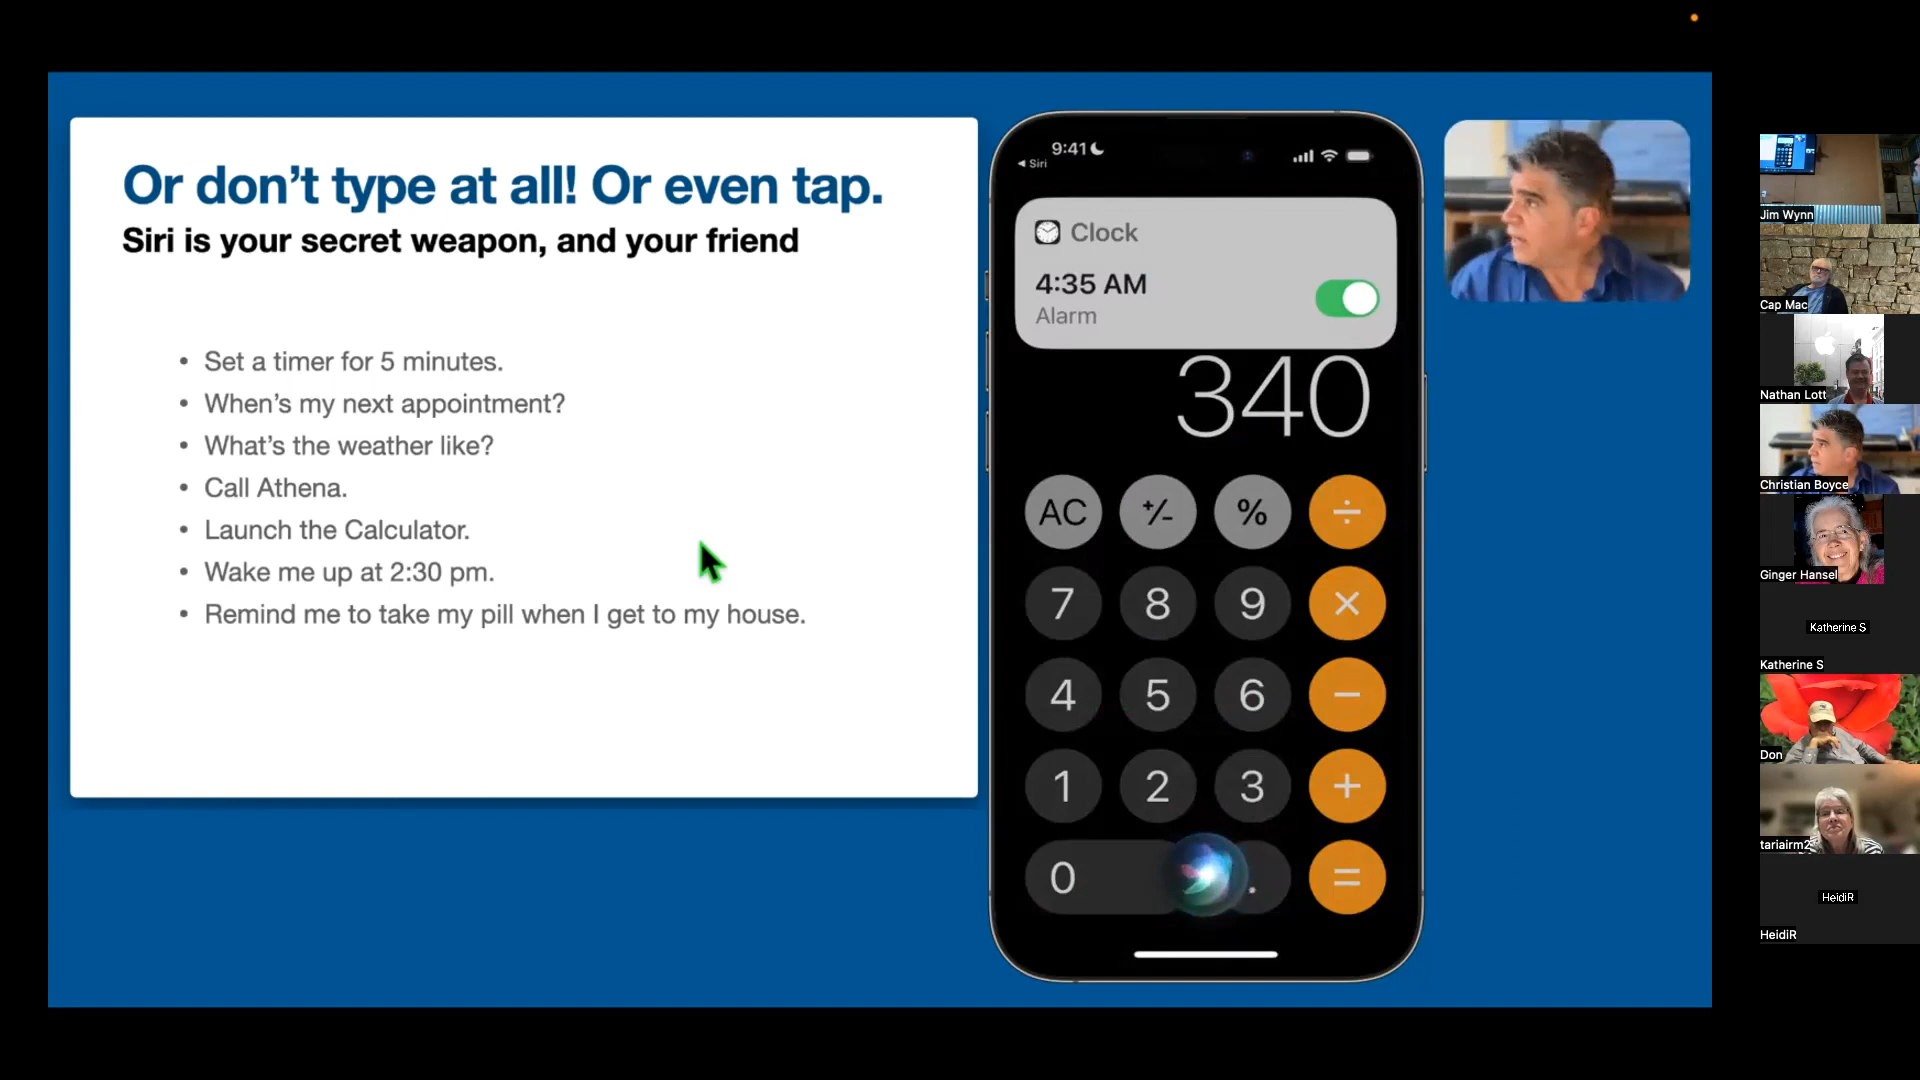 Or don’t type at all! Or even tap.
Siri is your secret weapon, and your friend
• Set a timer for 5 minutes.
• When’s my next appointment?
• What’s the weather like?
• Call Athena.
• Launch the Calculator.
• Wake me up at 2:30 pm.
• Remind me to take my pill when I get to my house.
9:41
◀ Siri
Clock
4:35 AM
Alarm
340
AC +/- % ÷
7 8 9 ×
4 5 6 −
1 2 3 +
0 . =
Jim Wynn
Cap Mac
Nathan Lott
Christian Boyce
Ginger Hansel
Katherine S
Katherine S
Don
tariairm2
HeidiR
HeidiR